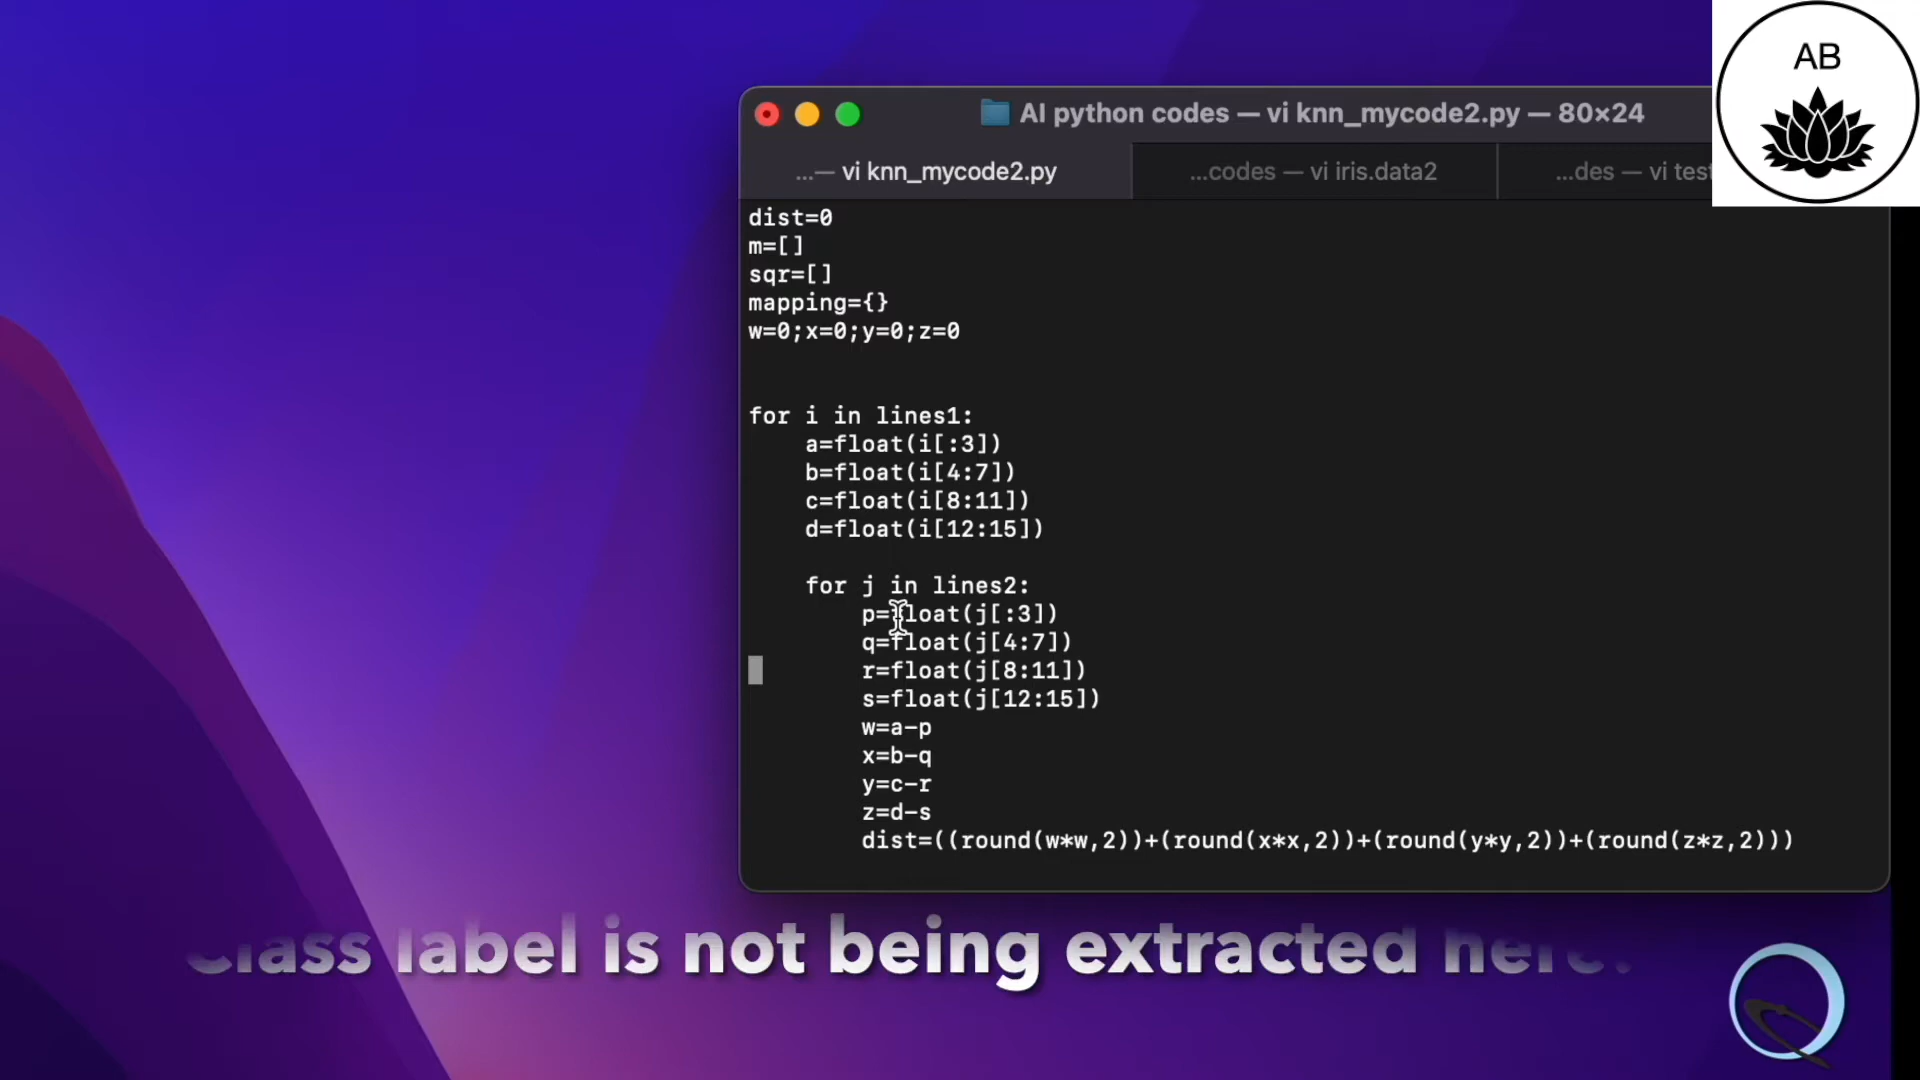 AB
AI python codes — vi knn_mycode2.py — 80×24
...— vi knn_mycode2.py
...codes — vi iris.data2
...des — vi test
dist=0
m=[]
sqr=[]
mapping={}
w=0;x=0;y=0;z=0
for i in lines1:
    a=float(i[:3])
    b=float(i[4:7])
    c=float(i[8:11])
    d=float(i[12:15])
    for j in lines2:
        p=float(j[:3])
        q=float(j[4:7])
        r=float(j[8:11])
        s=float(j[12:15])
        w=a-p
        x=b-q
        y=c-r
        z=d-s
        dist=((round(w*w,2))+(round(x*x,2))+(round(y*y,2))+(round(z*z,2)))
Class label is not being extracted here.